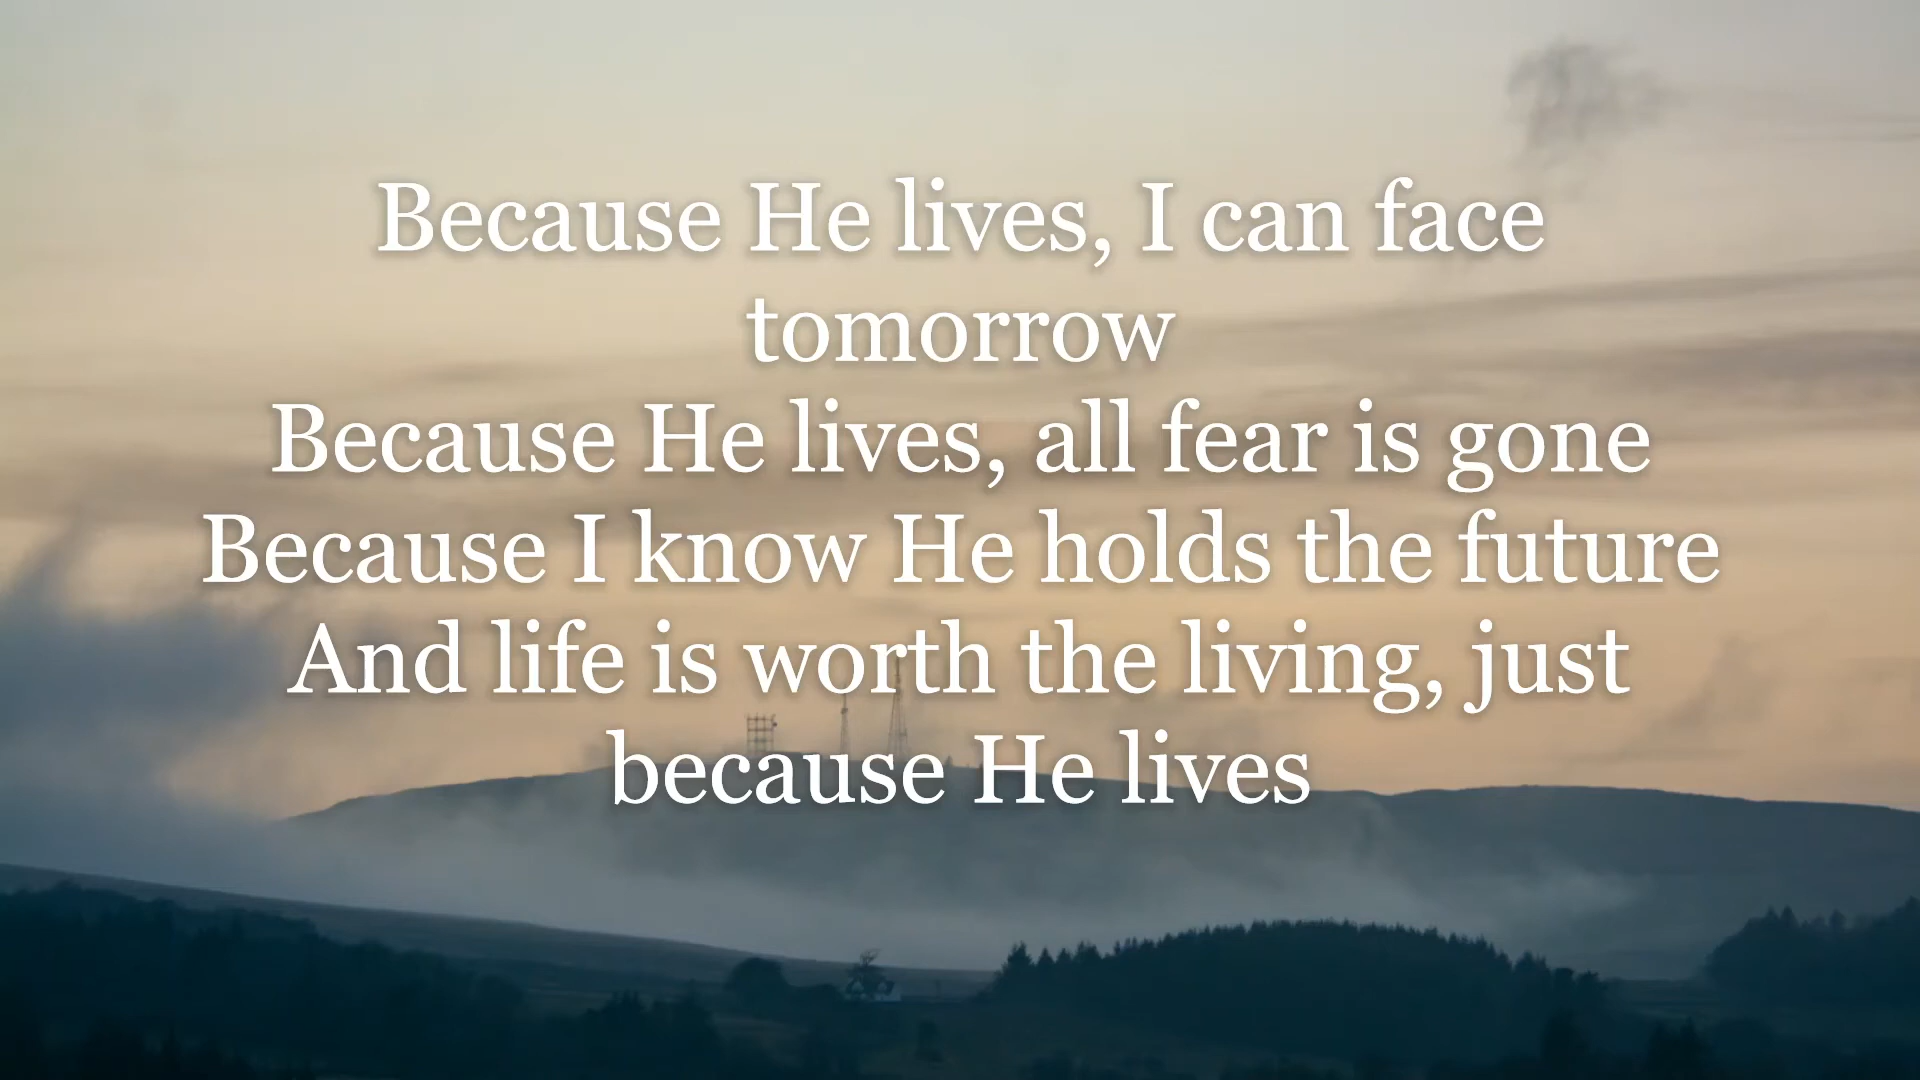 Because He lives, I can face
tomorrow
Because He lives, all fear is gone
Because I know He holds the future
And life is worth the living, just
because He lives